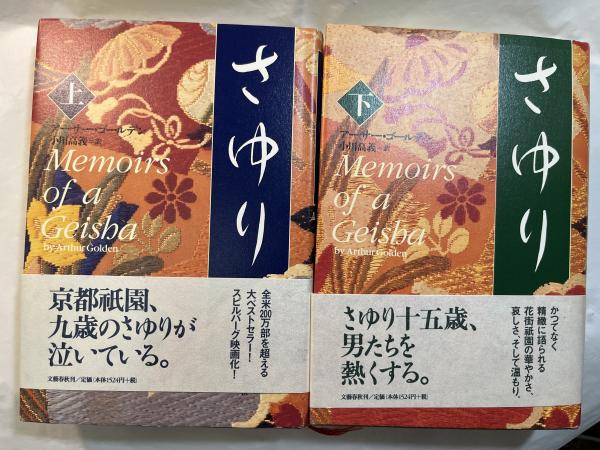 さゆり
上
アーサー・ゴールデン
小川高義=訳
Memoirs
of a
Geisha
by Arthur Golden
京都祇園、
九歳のさゆりが
泣いている。
全米200万部を超える
大ベストセラー!
スピルバーグ映画化!
文藝春秋刊/定価(本体1524円+税)
さゆり
下
アーサー・ゴールデン
小川高義=訳
Memoirs
of a
Geisha
by Arthur Golden
さゆり十五歳、
男たちを
熱くする。
かつてなく
精緻に語られる
花街祇園の華やかさ、
哀しさ、そして温もり。
文藝春秋刊/定価(本体1524円+税)